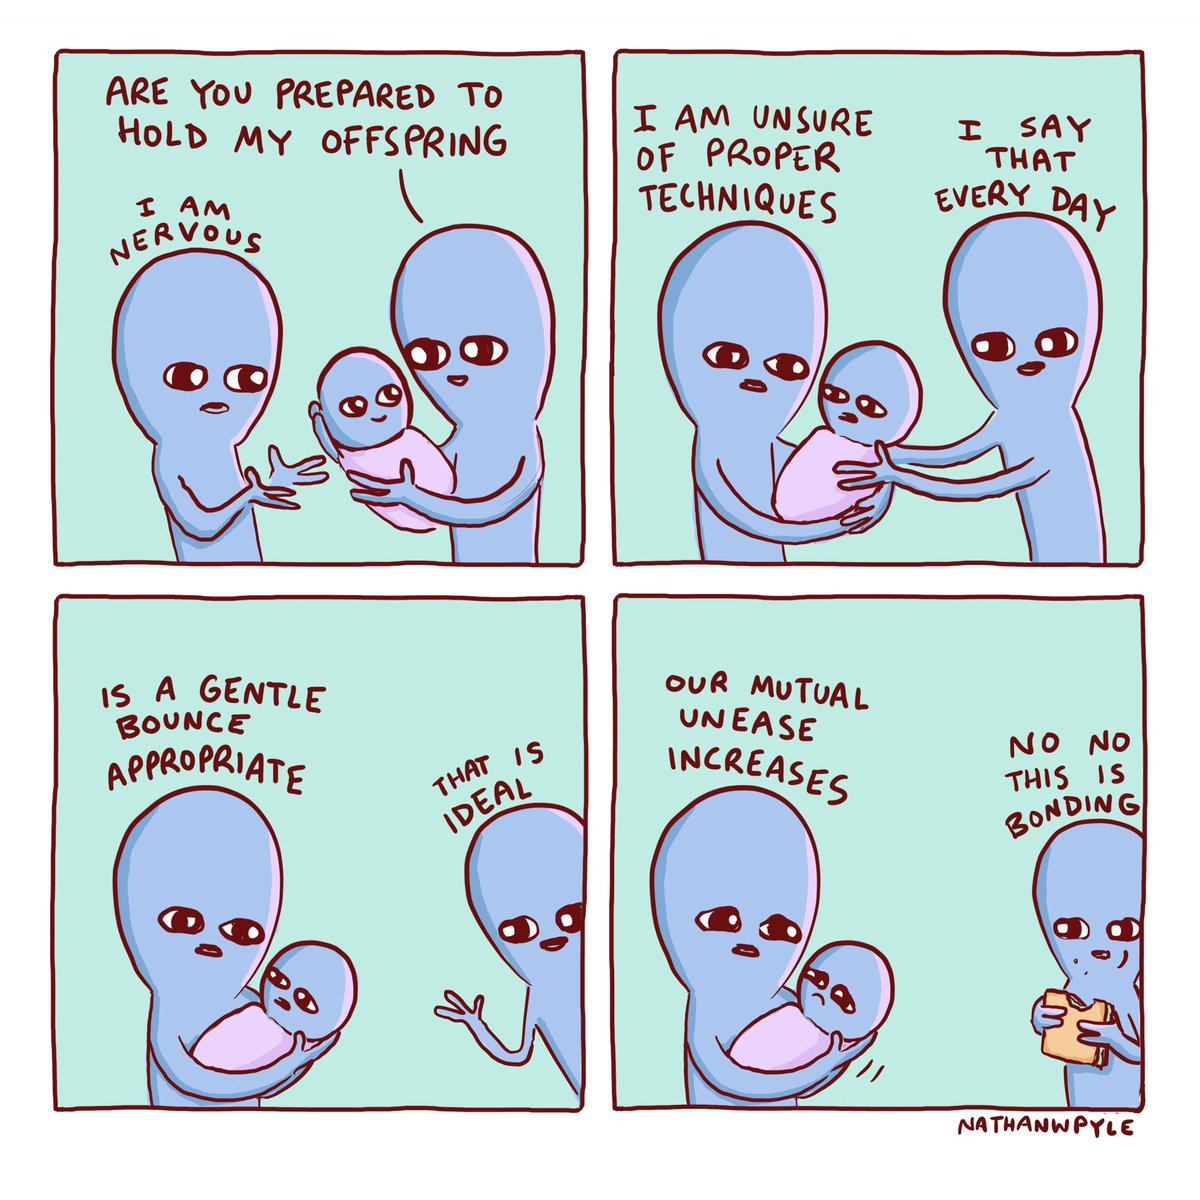 ARE YOU PREPARED TO
HOLD MY OFFSPRING
I AM
NERVOUS
I AM UNSURE
OF PROPER
TECHNIQUES
I SAY
THAT
EVERY DAY
IS A GENTLE
BOUNCE
APPROPRIATE
THAT IS
IDEAL
OUR MUTUAL
UNEASE
INCREASES
NO NO
THIS IS
BONDING
NATHANWPYLE